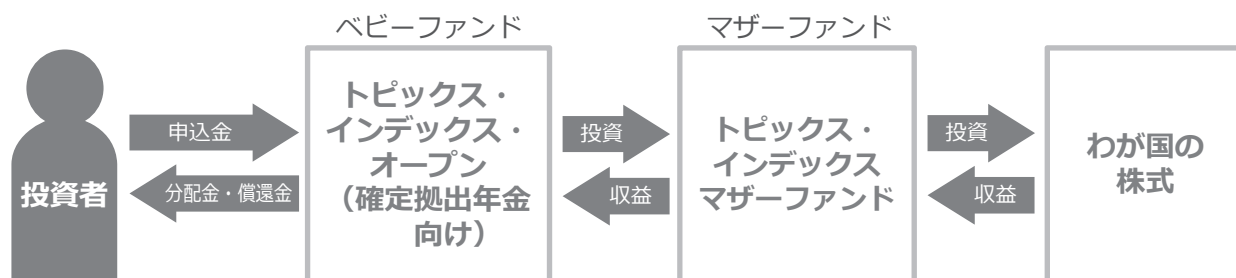 ベビーファンド
マザーファンド
投資者
申込金
分配金・償還金
トピックス・
インデックス・
オープン
（確定拠出年金
向け）
投資
収益
トピックス・
インデックス
マザーファンド
投資
収益
わが国の
株式